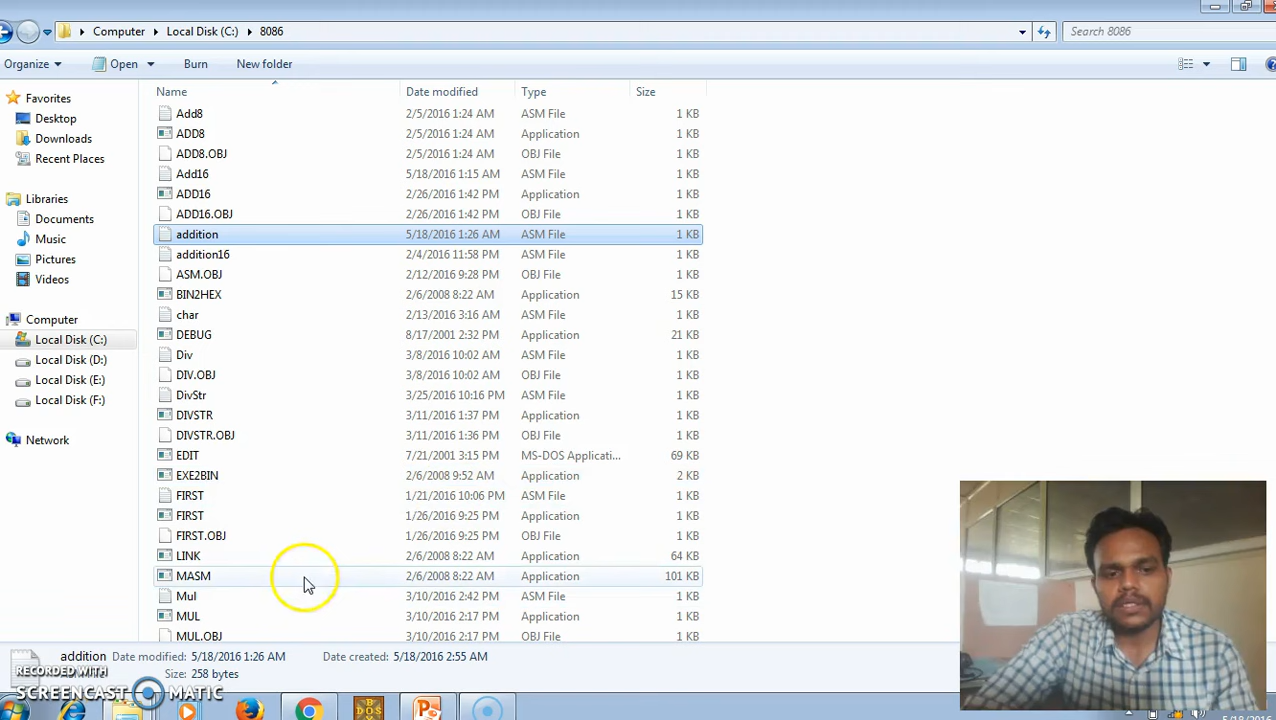 Computer Local Disk (C:) 8086 Search 8086
Organize Open Burn New folder
Name Date modified Type Size
Favorites
Desktop
Downloads
Recent Places
Libraries
Documents
Music
Pictures
Videos
Computer
Local Disk (C:)
Local Disk (D:)
Local Disk (E:)
Local Disk (F:)
Network
Add8 2/5/2016 1:24 AM ASM File 1 KB
ADD8 2/5/2016 1:24 AM Application 1 KB
ADD8.OBJ 2/5/2016 1:24 AM OBJ File 1 KB
Add16 5/18/2016 1:15 AM ASM File 1 KB
ADD16 2/26/2016 1:42 PM Application 1 KB
ADD16.OBJ 2/26/2016 1:42 PM OBJ File 1 KB
addition 5/18/2016 1:26 AM ASM File 1 KB
addition16 2/4/2016 11:58 PM ASM File 1 KB
ASM.OBJ 2/12/2016 9:28 PM OBJ File 1 KB
BIN2HEX 2/6/2008 8:22 AM Application 15 KB
char 2/13/2016 3:16 AM ASM File 1 KB
DEBUG 8/17/2001 2:32 PM Application 21 KB
Div 3/8/2016 10:02 AM ASM File 1 KB
DIV.OBJ 3/8/2016 10:02 AM OBJ File 1 KB
DivStr 3/25/2016 10:16 PM ASM File 1 KB
DIVSTR 3/11/2016 1:37 PM Application 1 KB
DIVSTR.OBJ 3/11/2016 1:36 PM OBJ File 1 KB
EDIT 7/21/2001 3:15 PM MS-DOS Applicati... 69 KB
EXE2BIN 2/6/2008 9:52 AM Application 2 KB
FIRST 1/21/2016 10:06 PM ASM File 1 KB
FIRST 1/26/2016 9:25 PM Application 1 KB
FIRST.OBJ 1/26/2016 9:25 PM OBJ File 1 KB
LINK 2/6/2008 8:22 AM Application 64 KB
MASM 2/6/2008 8:22 AM Application 101 KB
Mul 3/10/2016 2:42 PM ASM File 1 KB
MUL 3/10/2016 2:17 PM Application 1 KB
MUL.OBJ 3/10/2016 2:17 PM OBJ File 1 KB
addition Date modified: 5/18/2016 1:26 AM Date created: 5/18/2016 2:55 AM
Size: 258 bytes
RECORDED WITH
SCREENCAST MATIC
DOS
5/18/2016